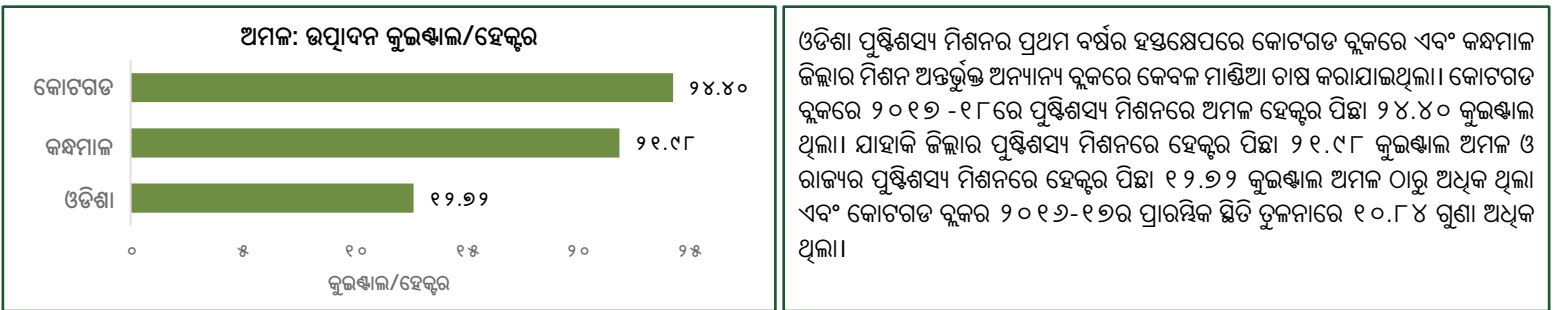 ଅମଳ: ଉତ୍ପାଦନ କୁଇଣ୍ଟାଲ/ହେକ୍ଟର
କୋଟଗଡ ୨୪.୪୦
କନ୍ଧମାଳ ୨୧.୯୮
ଓଡିଶା ୧୨.୭୨
୦ ୫ ୧୦ ୧୫ ୨୦ ୨୫
କୁଇଣ୍ଟାଲ/ହେକ୍ଟର
ଓଡିଶା ପୁଷ୍ଟିଶସ୍ୟ ମିଶନର ପ୍ରଥମ ବର୍ଷର ହସ୍ତକ୍ଷେପରେ କୋଟଗଡ ବ୍ଲକରେ ଏବଂ କନ୍ଧମାଳ
ଜିଲ୍ଲାର ମିଶନ ଅନ୍ତର୍ଭୁକ୍ତ ଅନ୍ୟାନ୍ୟ ବ୍ଲକରେ କେବଳ ମାଣ୍ଡିଆ ଚାଷ କରାଯାଇଥିଲା। କୋଟଗଡ
ବ୍ଲକରେ ୨୦୧୭ -୧୮ରେ ପୁଷ୍ଟିଶସ୍ୟ ମିଶନରେ ଅମଳ ହେକ୍ଟର ପିଛା ୨୪.୪୦ କୁଇଣ୍ଟାଲ
ଥିଲା। ଯାହାକି ଜିଲ୍ଲାର ପୁଷ୍ଟିଶସ୍ୟ ମିଶନରେ ହେକ୍ଟର ପିଛା ୨୧.୯୮ କୁଇଣ୍ଟାଲ ଅମଳ ଓ
ରାଜ୍ୟର ପୁଷ୍ଟିଶସ୍ୟ ମିଶନରେ ହେକ୍ଟର ପିଛା ୧୨.୭୨ କୁଇଣ୍ଟାଲ ଅମଳ ଠାରୁ ଅଧିକ ଥିଲା
ଏବଂ କୋଟଗଡ ବ୍ଲକର ୨୦୧୬-୧୭ର ପ୍ରାରମ୍ଭିକ ସ୍ଥିତି ତୁଳନାରେ ୧୦.୮୪ ଗୁଣା ଅଧିକ
ଥିଲା।